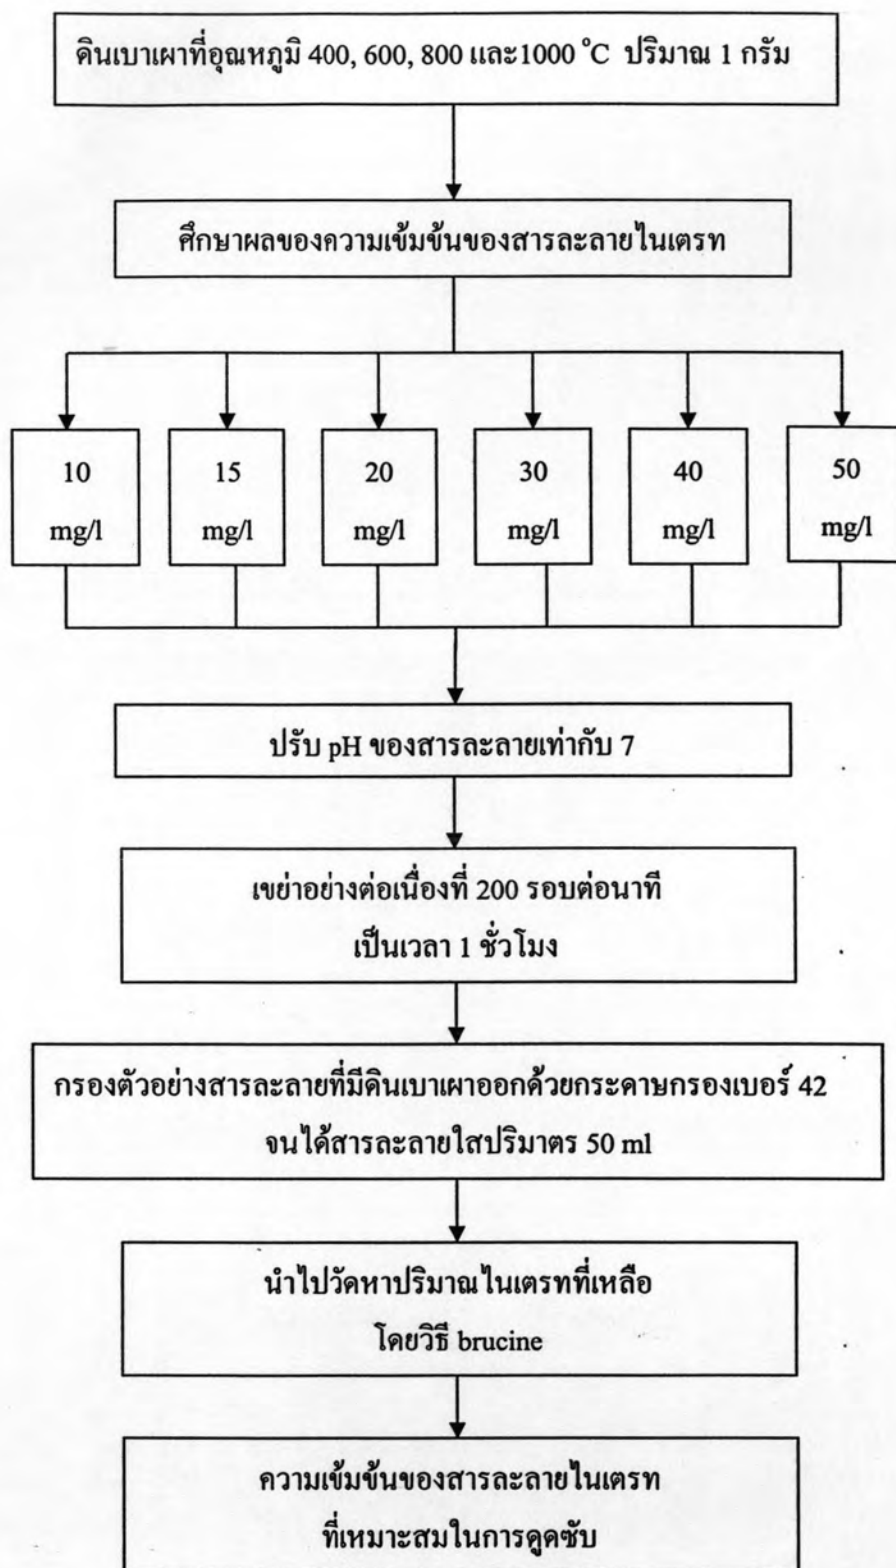 ดินเบาเผาที่อุณหภูมิ 400, 600, 800 และ1000 °C ปริมาณ 1 กรัม
ศึกษาผลของความเข้มข้นของสารละลายไนเตรท
10 15 20 30 40 50
mg/l mg/l mg/l mg/l mg/l mg/l
ปรับ pH ของสารละลายเท่ากับ 7
เขย่าอย่างต่อเนื่องที่ 200 รอบต่อนาที
เป็นเวลา 1 ชั่วโมง
กรองตัวอย่างสารละลายที่มีดินเบาเผาออกด้วยกระดาษกรองเบอร์ 42
จนได้สารละลายใสปริมาตร 50 ml
นำไปวัดหาปริมาณไนเตรทที่เหลือ
โดยวิธี brucine
ความเข้มข้นของสารละลายไนเตรท
ที่เหมาะสมในการดูดซับ